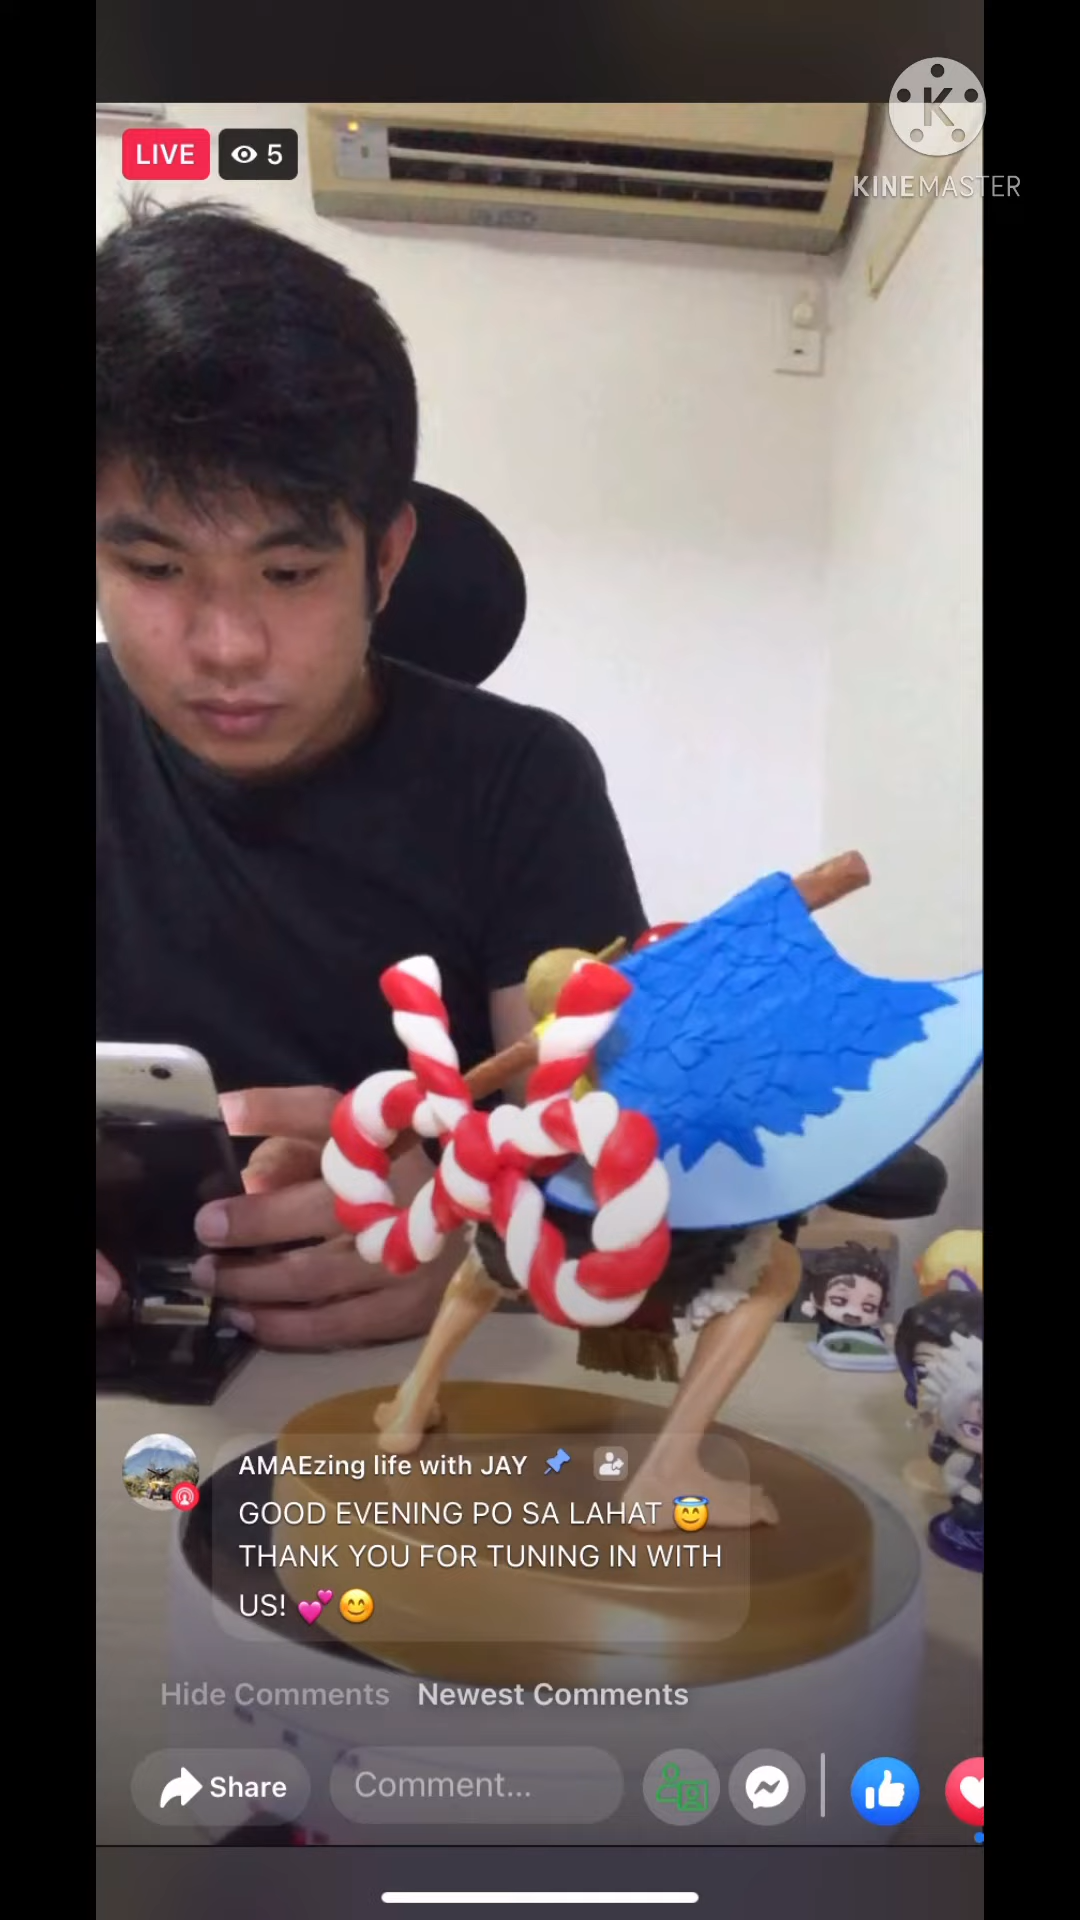 LIVE 5
K
KINEMASTER
AMAEzing life with JAY
GOOD EVENING PO SA LAHAT 😇
THANK YOU FOR TUNING IN WITH
US! 💕😊
Hide Comments Newest Comments
Share Comment...